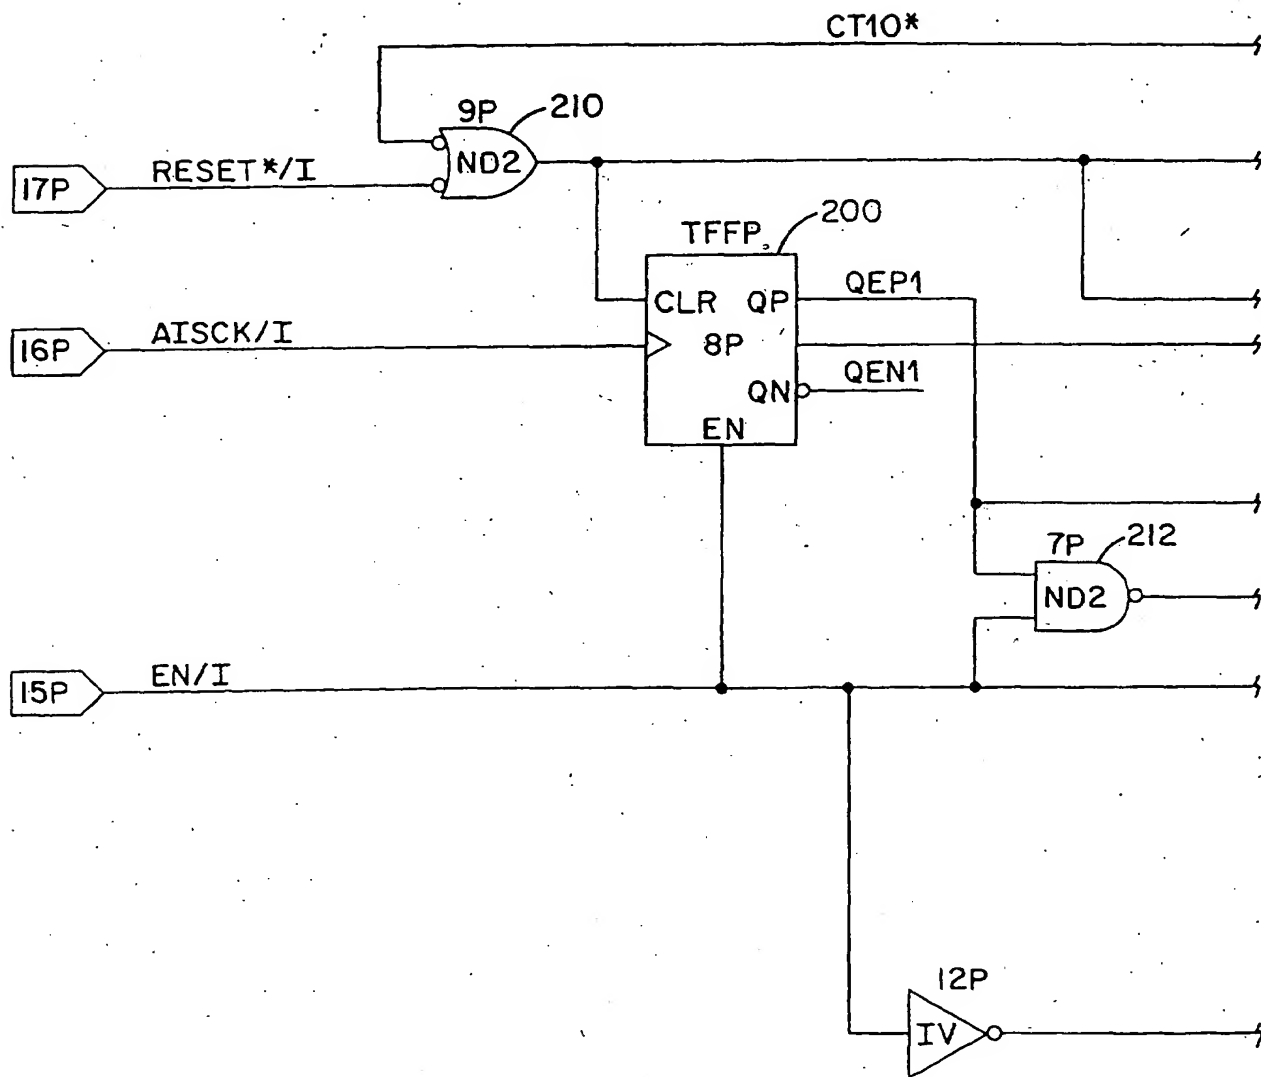 CT10*
9P 210
ND2
17P RESET*/I
TFFP 200
CLR QP QEP1
16P AISCK/I 8P
QN QEN1
EN
7P 212
ND2
15P EN/I
12P
IV